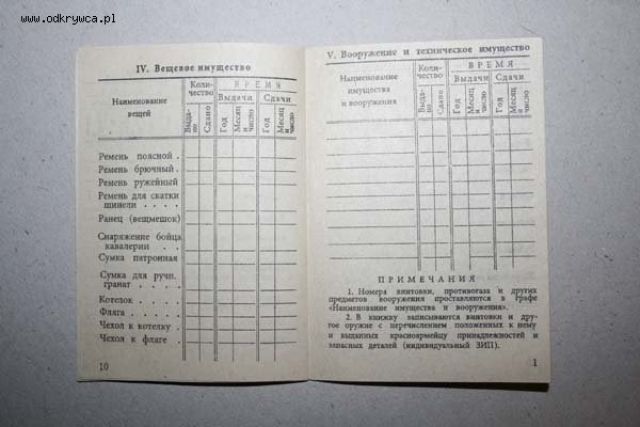 www.odkrywca.pl
IV. Вещевое имущество
Наименование
вещей
Коли-
чество
ВРЕМЯ
Выдачи
Сдачи
Выда-
но
Сдано
Год
Месяц
и
число
Год
Месяц
и число
Ремень поясной .
Ремень брючный .
Ремень ружейный
Ремень для скатки
шинели . . . .
Ранец (вещмешок)
Снаряжение бойца
кавалерии . .
Сумка патронная
Сумка для ручн.
гранат . . . .
Котелок . . . .
Фляга . . . . .
Чехол к котелку .
Чехол к фляге .
10
V. Вооружение и техническое имущество
Наименование
имущества
и вооружения
Коли-
чество
ВРЕМЯ
Выдачи
Сдачи
Выда-
но
Сдано
Год
Месяц
и
число
Год
Месяц
и
число
ПРИМЕЧАНИЯ
1. Номера винтовки, противогаза и других
предметов вооружения проставляются в графе
«Наименование имущества и вооружения».
2. В книжку записываются винтовки и дру-
гое оружие с перечислением положенных к нему
и выданных красноармейцу принадлежностей и
запасных деталей (индивидуальный ЗИП).
1